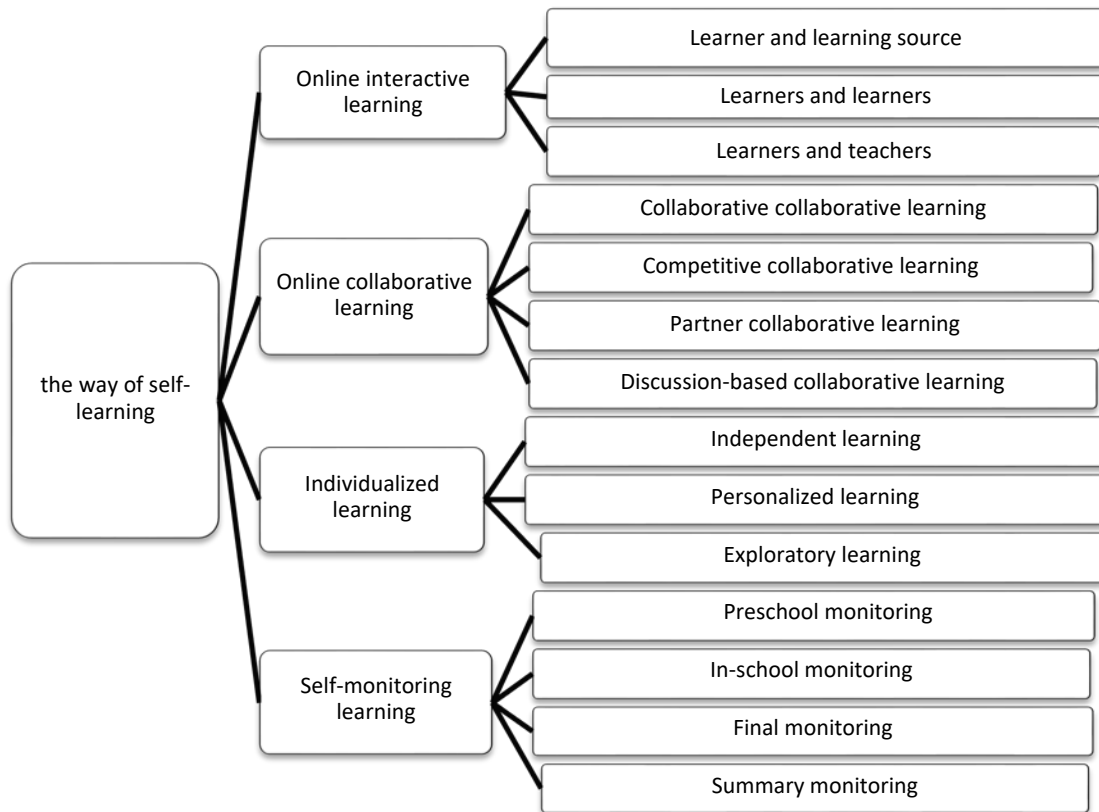 the way of self-
learning
Online interactive
learning
Learner and learning source
Learners and learners
Learners and teachers
Online collaborative
learning
Collaborative collaborative learning
Competitive collaborative learning
Partner collaborative learning
Discussion-based collaborative learning
Individualized
learning
Independent learning
Personalized learning
Exploratory learning
Self-monitoring
learning
Preschool monitoring
In-school monitoring
Final monitoring
Summary monitoring